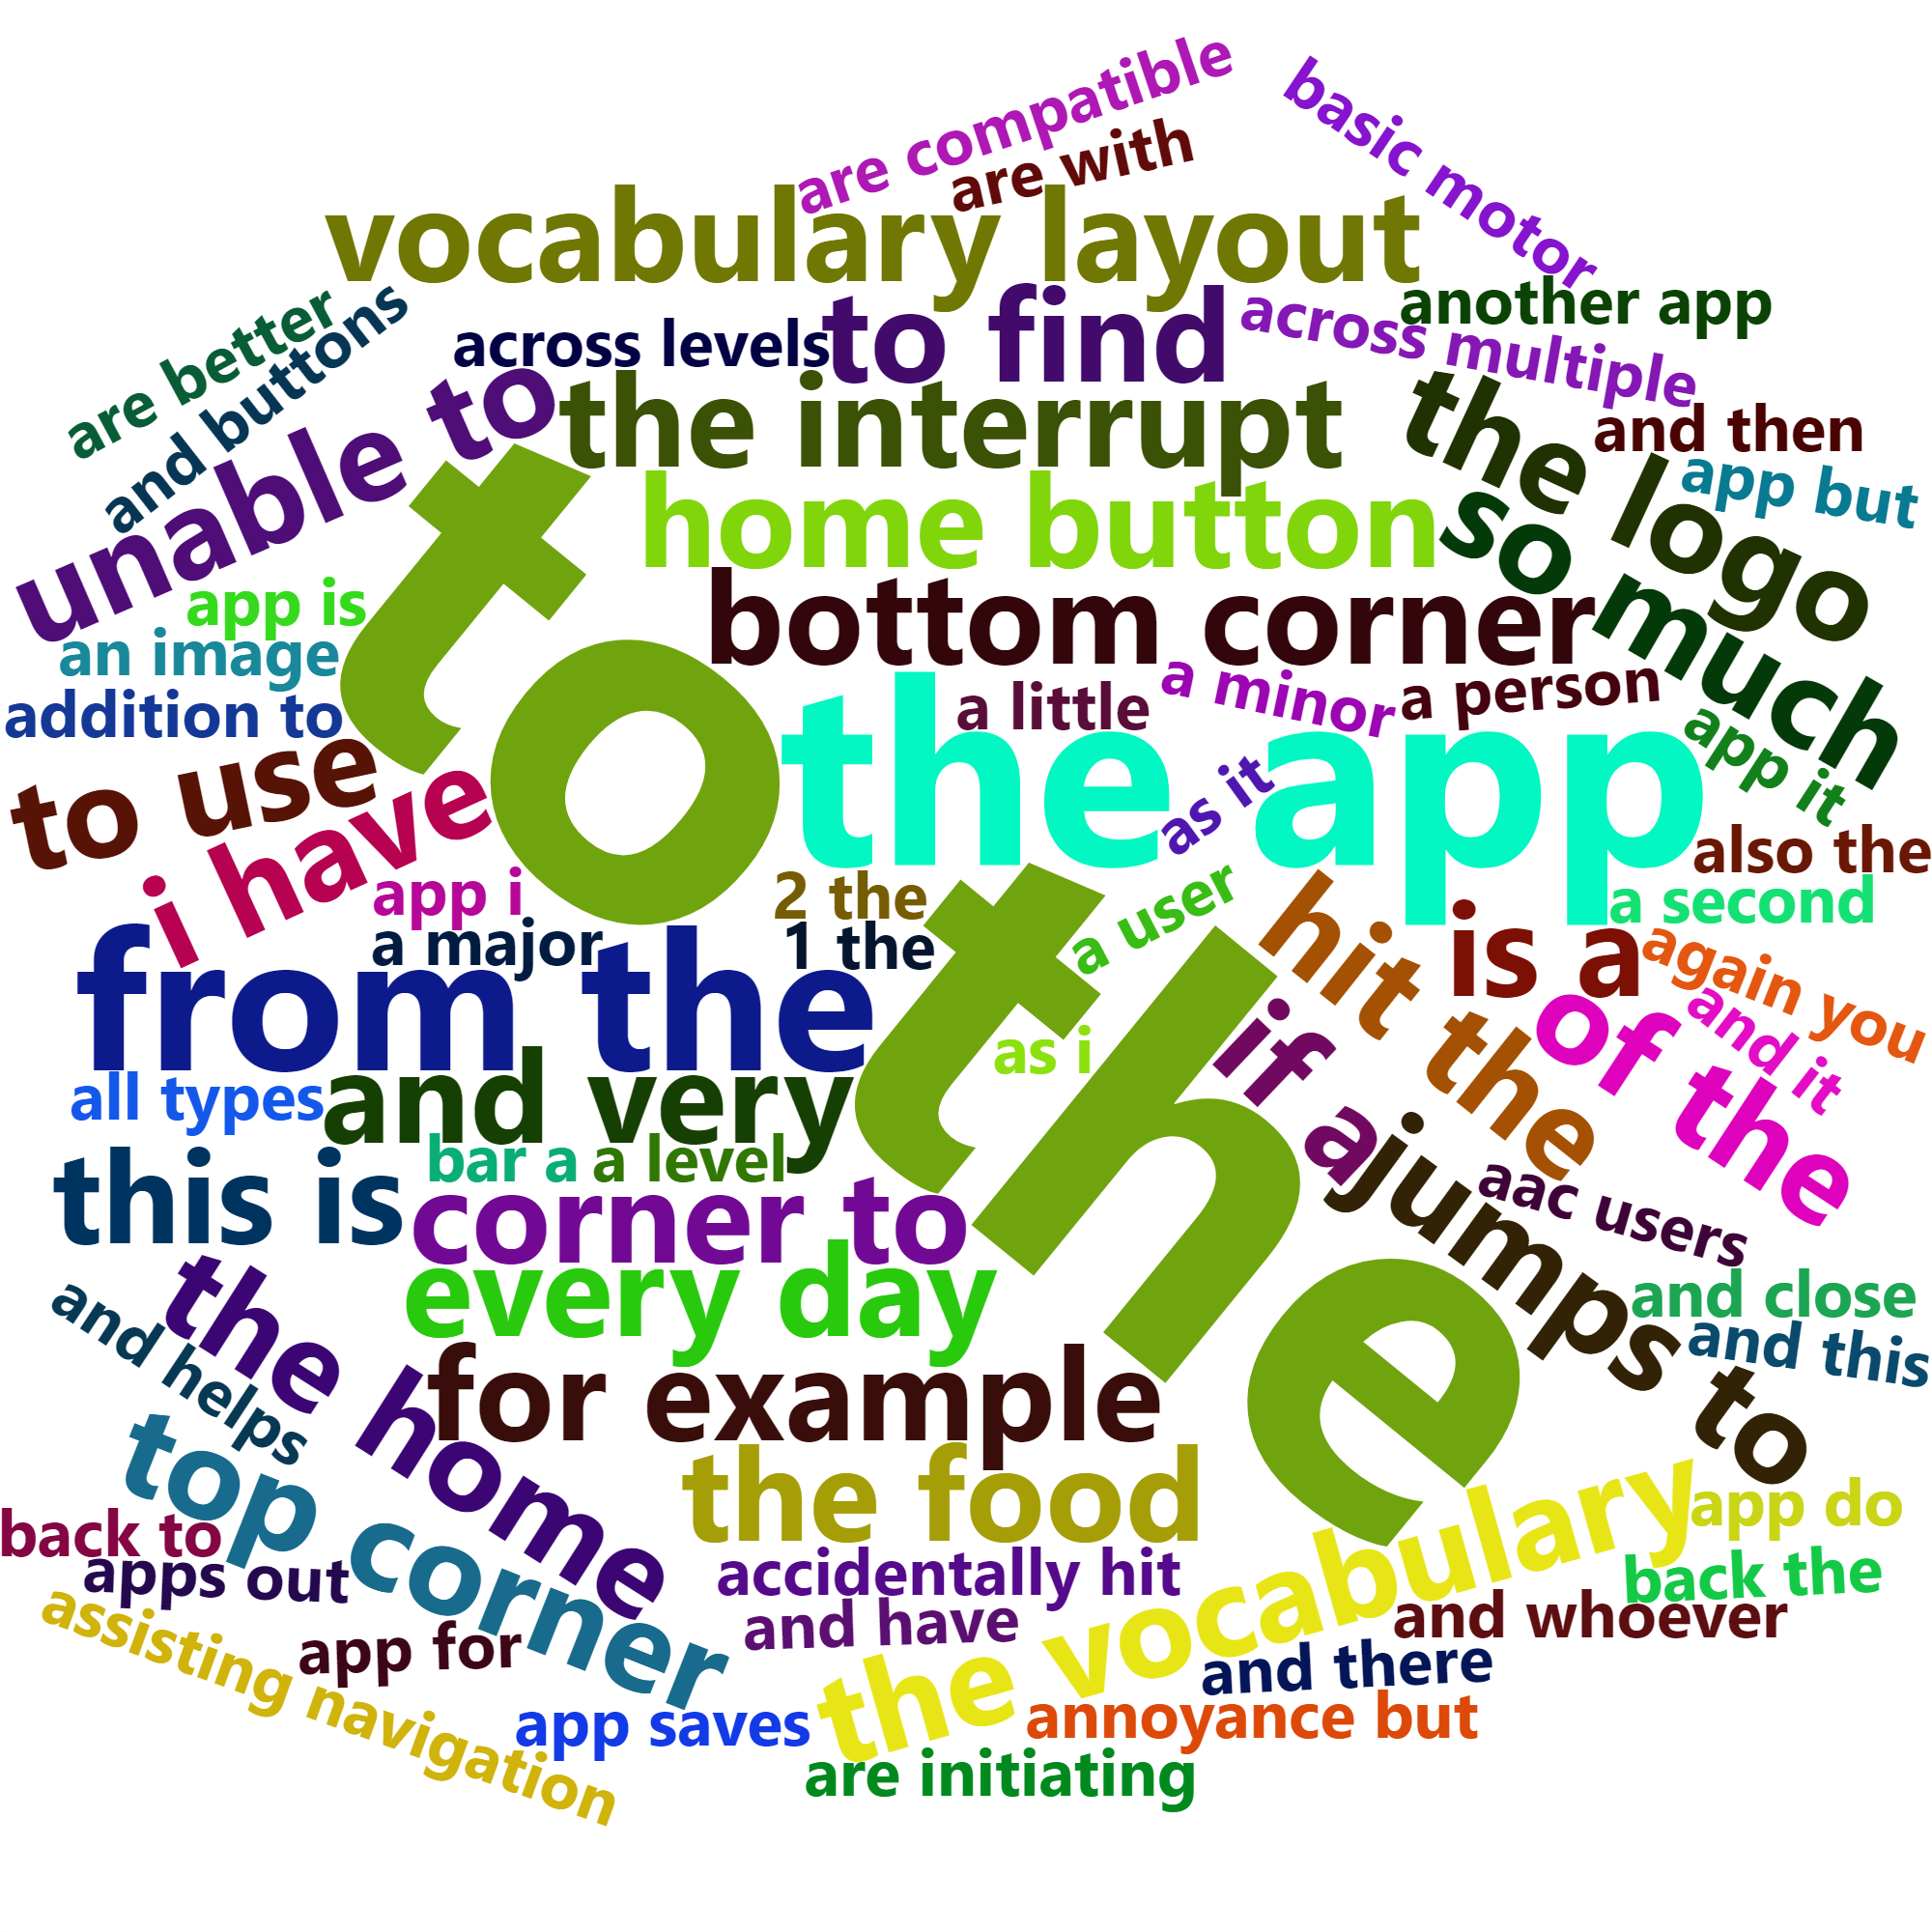 are compatible
basic motor
are with
vocabulary layout
are better
and buttons
across levels
to find
across multiple
another app
unable to
the interrupt
the logo
and then
app but
to the
home button
so much
app is
bottom corner
an image
a little
a minor
a person
addition to
the app
app it
to use
i have
as it
also the
app i
2 the
a user
hit the
is a
a second
a major
1 the
from the
again you
as i
if a
of the
and it
all types
and very
bar a
a level
this is
corner to
jumps to
aac users
every day
and close
and this
and helps
the home
for example
top corner
the food
the vocabulary
app do
back to
apps out
accidentally hit
back the
assisting navigation
app for
and have
and whoever
and there
app saves
annoyance but
are initiating